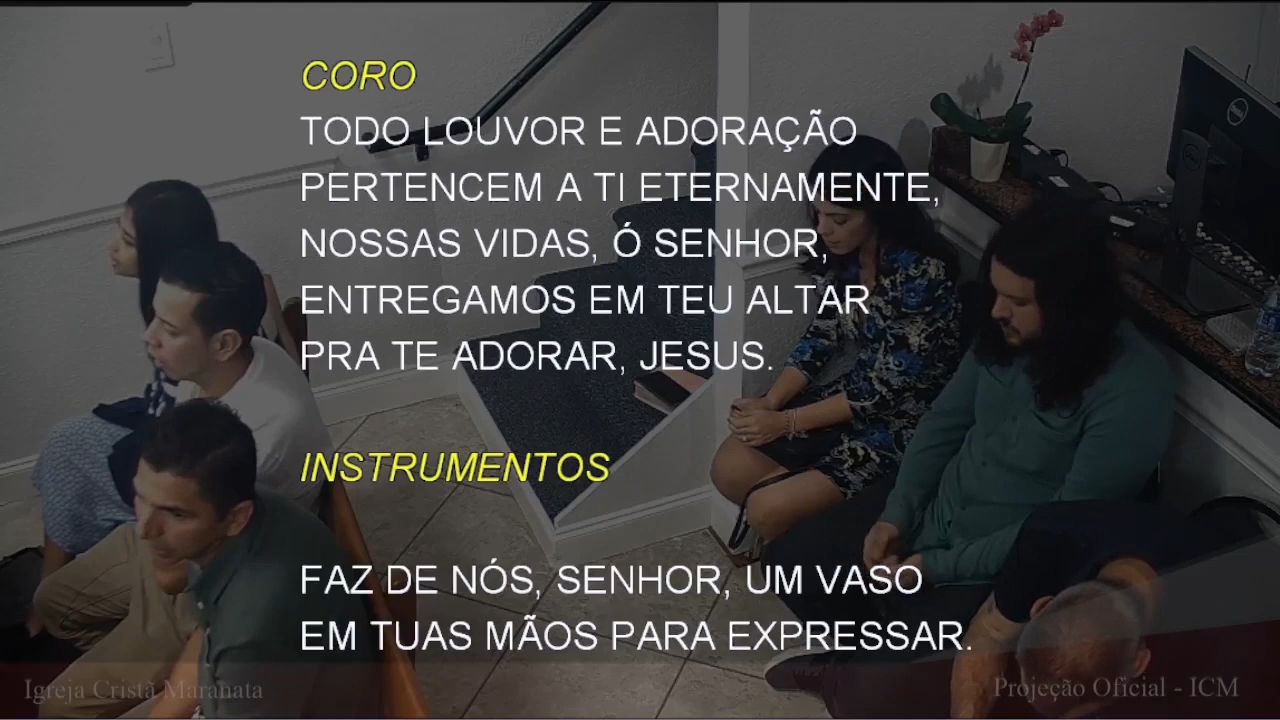 CORO
TODO LOUVOR E ADORAÇÃO
PERTENCEM A TI ETERNAMENTE,
NOSSAS VIDAS, Ó SENHOR,
ENTREGAMOS EM TEU ALTAR
PRA TE ADORAR, JESUS.
INSTRUMENTOS
FAZ DE NÓS, SENHOR, UM VASO
EM TUAS MÃOS PARA EXPRESSAR.
Igreja Cristã Maranata
Projeção Oficial - ICM